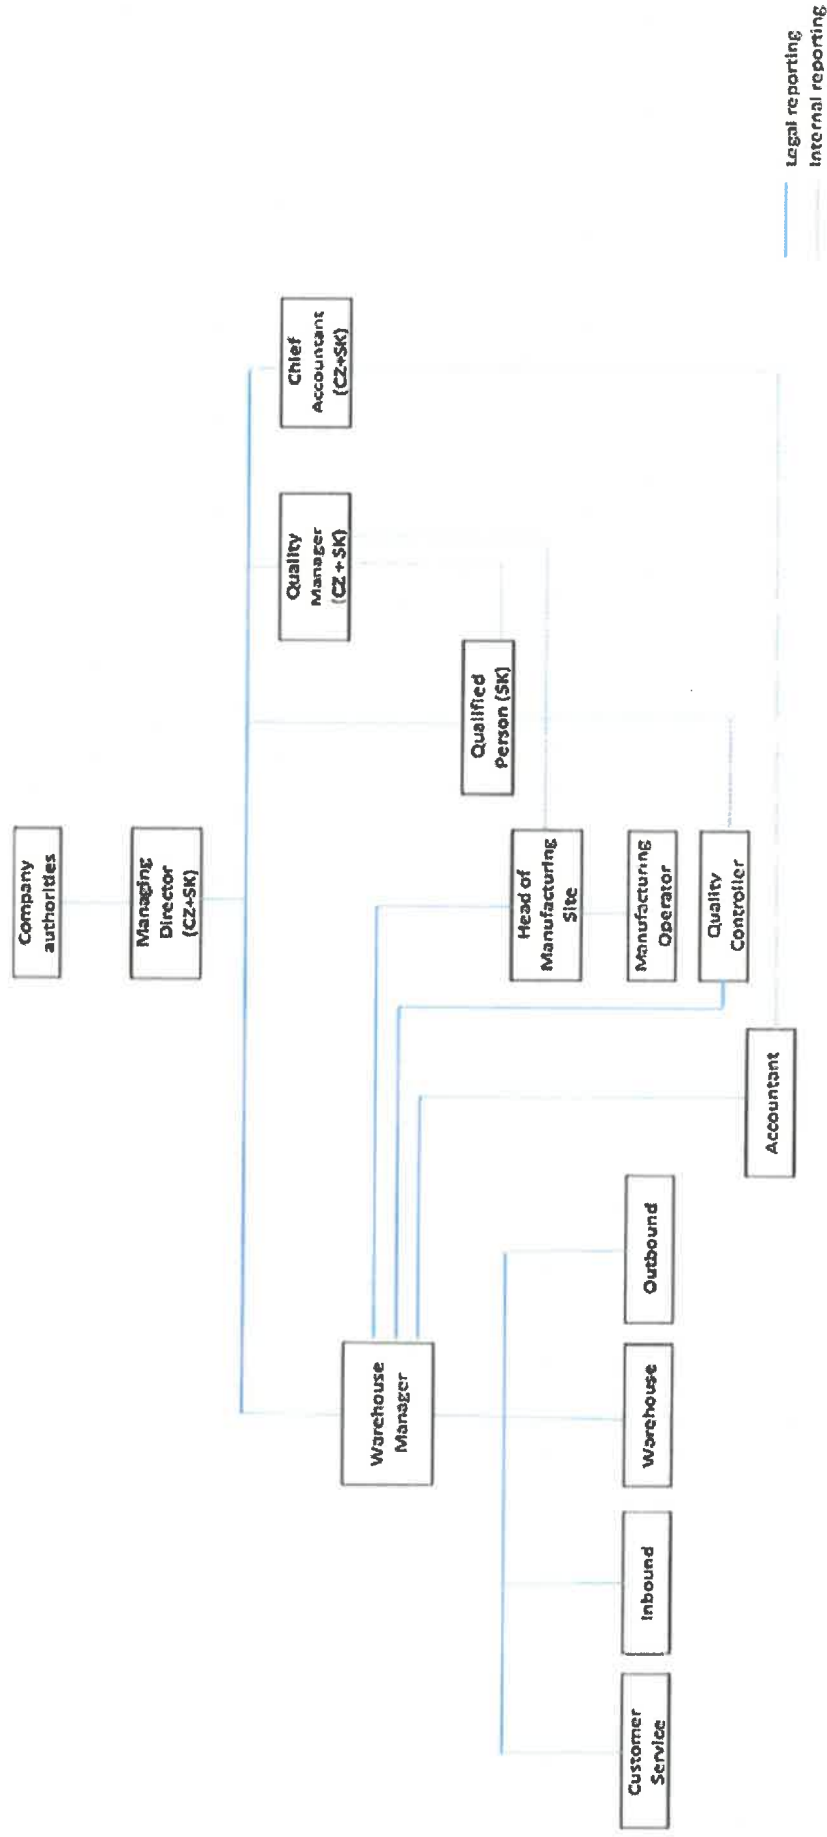 Company
authorities
Managing
Director
(CZ+SK)
Warehouse
Manager
Quality
Manager
(CZ + SK)
Chief
Accountant
(CZ+SK)
Qualified
Person (SK)
Head of
Manufacturing
Site
Customer
Service
Inbound
Warehouse
Outbound
Manufacturing
Operator
Quality
Controller
Accountant
Legal reporting
Internal reporting